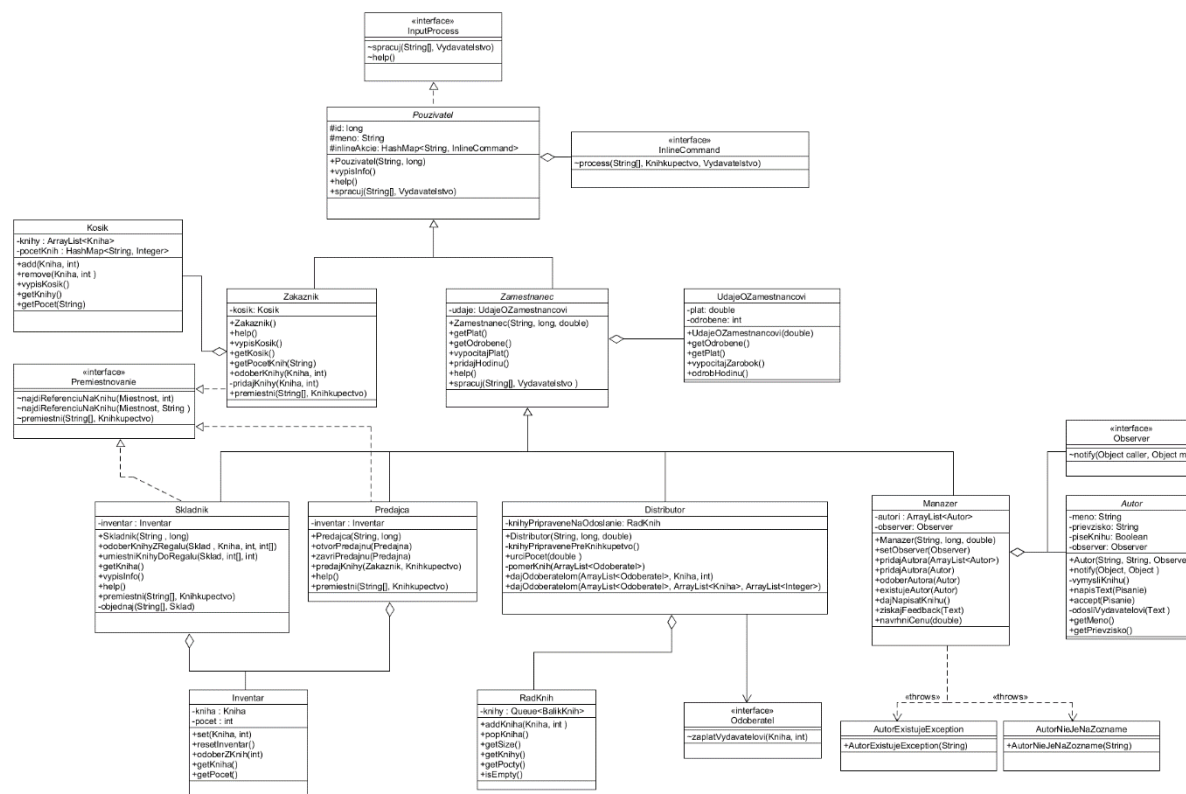 «interface»
InputProcess
~spracuj(String[], Vydavatelstvo)
~help()
Pouzivatel
#id: long
#meno: String
#inlineAkcie: HashMap<String, InlineCommand>
+Pouzivatel(String, long)
+vypisInfo()
+help()
+spracuj(String[], Vydavatelstvo)
«interface»
InlineCommand
~process(String[], Knihkupectvo, Vydavatelstvo)
Kosik
-knihy : ArrayList<Kniha>
-pocetKnih : HashMap<String, Integer>
+add(Kniha, int)
+remove(Kniha, int )
+vypisKosik()
+getKnihy()
+getPocet(String)
Zakaznik
-kosik: Kosik
+Zakaznik()
+help()
+vypisKosik()
+getKosik()
+getPocetKnih(String)
+odoberKnihy(Kniha, int)
-pridajKnihy(Kniha, int)
+premiestni(String[], Knihkupectvo)
Zamestnanec
-udaje: UdajeOZamestnancovi
+Zamestnanec(String, long, double)
+getPlat()
+getOdrobene()
+vypocitajPlat()
+pridajHodinu()
+help()
+spracuj(String[], Vydavatelstvo )
UdajeOZamestnancovi
-plat: double
-odrobene: int
+UdajeOZamestnancovi(double)
+getOdrobene()
+getPlat()
+vypocitajZarobok()
+odrobHodinu()
«interface»
Premiestnovanie
~najdiReferenciuNaKnihu(Miestnost, int)
~najdiReferenciuNaKnihu(Miestnost, String )
~premiestni(String[], Knihkupectvo)
«interface»
Observer
~notify(Object caller, Object m
Skladnik
-inventar : Inventar
+Skladnik(String , long)
+odoberKnihyZRegalu(Sklad , Kniha, int, int[])
+umiestniKnihyDoRegalu(Sklad, int[], int)
+getKniha()
+vypisInfo()
+help()
+premiestni(String[], Knihkupectvo)
-objednaj(String[], Sklad)
Predajca
-inventar : Inventar
+Predajca(String, long)
+otvorPredajnu(Predajna)
+zavriPredajnu(Predajna)
+predajKnihy(Zakaznik, Knihkupectvo)
+help()
+premiestni(String[], Knihkupectvo)
Distributor
-knihyPripraveneNaOdoslanie: RadKnih
+Distributor(String, long, double)
-knihyPripravenePreKnihkupetvo()
-urciPocet(double )
-pomerKnih(ArrayList<Odoberatel>)
+dajOdoberatelom(ArrayList<Odoberatel>, Kniha, int)
+dajOdoberatelom(ArrayList<Odoberatel>, ArrayList<Kniha>, ArrayList<Integer>)
Manazer
-autori : ArrayList<Autor>
-observer: Observer
+Manazer(String, long, double)
+setObserver(Observer)
+pridajAutora(ArrayList<Autor>)
+pridajAutora(Autor)
+odoberAutora(Autor)
+existujeAutor(Autor)
+dajNapisatKnihu()
+ziskajFeedback(Text)
+navrhniCenu(double)
Autor
-meno: String
-prievzisko: String
-piseKnihu: Boolean
-observer: Observer
+Autor(String, String, Observe
+notify(Object, Object )
-vymysliKnihu()
+napisText(Pisanie)
+accept(Pisanie)
-odosliVydavatelovi(Text )
+getMeno()
+getPrievzisko()
«throws»
«throws»
Inventar
-kniha : Kniha
-pocet : int
+set(Kniha, int)
+resetInventar()
+odoberZKnih(int)
+getKniha()
+getPocet()
RadKnih
-knihy : Queue<BalikKnih>
+addKniha(Kniha, int )
+popKniha()
+getSize()
+getKnihy()
+getPocty()
+isEmpty()
«interface»
Odoberatel
~zaplatVydavatelovi(Kniha, int)
AutorExistujeException
+AutorExistujeException(String)
AutorNieJeNaZozname
+AutorNieJeNaZozname(String)